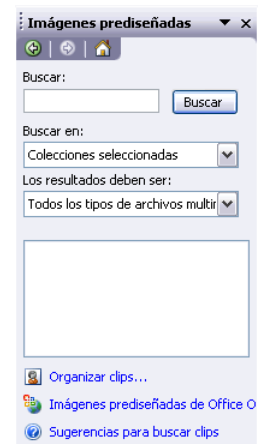 Imágenes prediseñadas
Buscar:
Buscar
Buscar en:
Colecciones seleccionadas
Los resultados deben ser:
Todos los tipos de archivos multir
Organizar clips...
Imágenes prediseñadas de Office O
Sugerencias para buscar clips